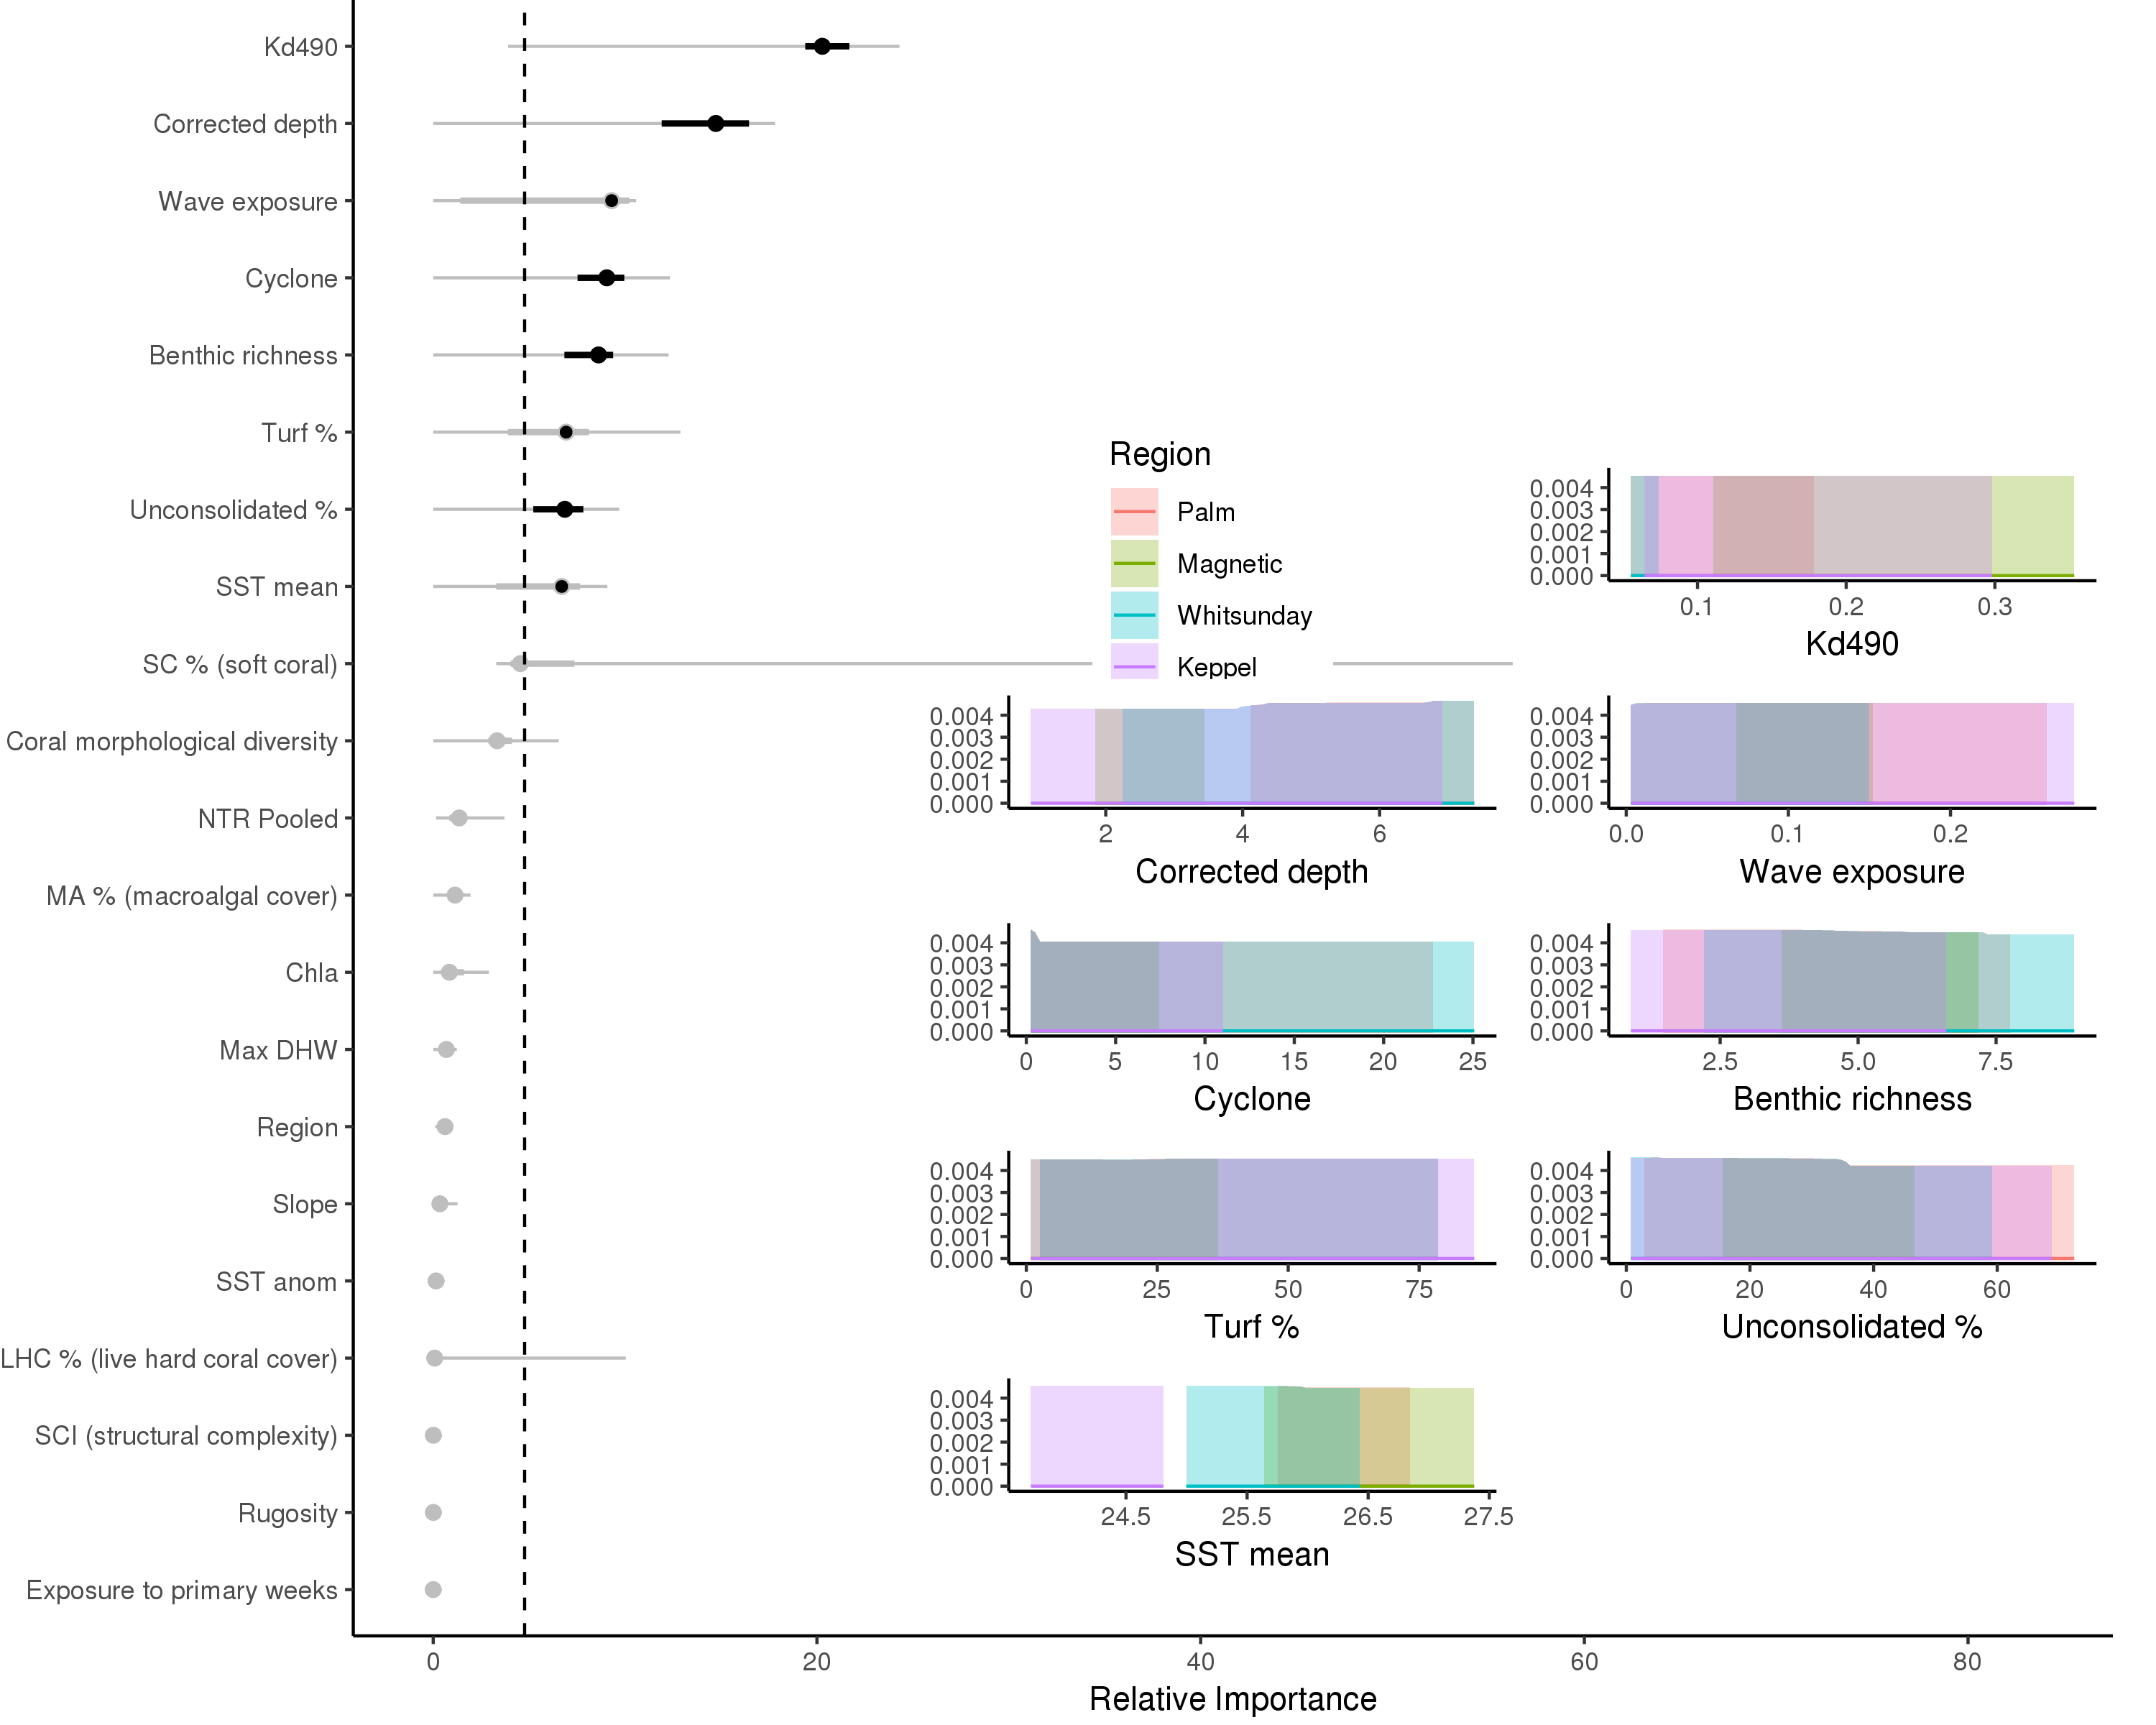 Kd490
Corrected depth
Wave exposure
Cyclone
Benthic richness
Turf %
Unconsolidated %
SST mean
SC % (soft coral)
Coral morphological diversity
NTR Pooled
MA % (macroalgal cover)
Chla
Max DHW
Region
Slope
SST anom
LHC % (live hard coral cover)
SCI (structural complexity)
Rugosity
Exposure to primary weeks
0 20 40 60 80
Relative Importance
Region
Palm
Magnetic
Whitsunday
Keppel
0.004
0.003
0.002
0.001
0.000
0.1 0.2 0.3
Kd490
0.004
0.003
0.002
0.001
0.000
2 4 6
Corrected depth
0.004
0.003
0.002
0.001
0.000
0.0 0.1 0.2
Wave exposure
0.004
0.003
0.002
0.001
0.000
0 5 10 15 20 25
Cyclone
0.004
0.003
0.002
0.001
0.000
2.5 5.0 7.5
Benthic richness
0.004
0.003
0.002
0.001
0.000
0 25 50 75
Turf %
0.004
0.003
0.002
0.001
0.000
0 20 40 60
Unconsolidated %
0.004
0.003
0.002
0.001
0.000
24.5 25.5 26.5 27.5
SST mean